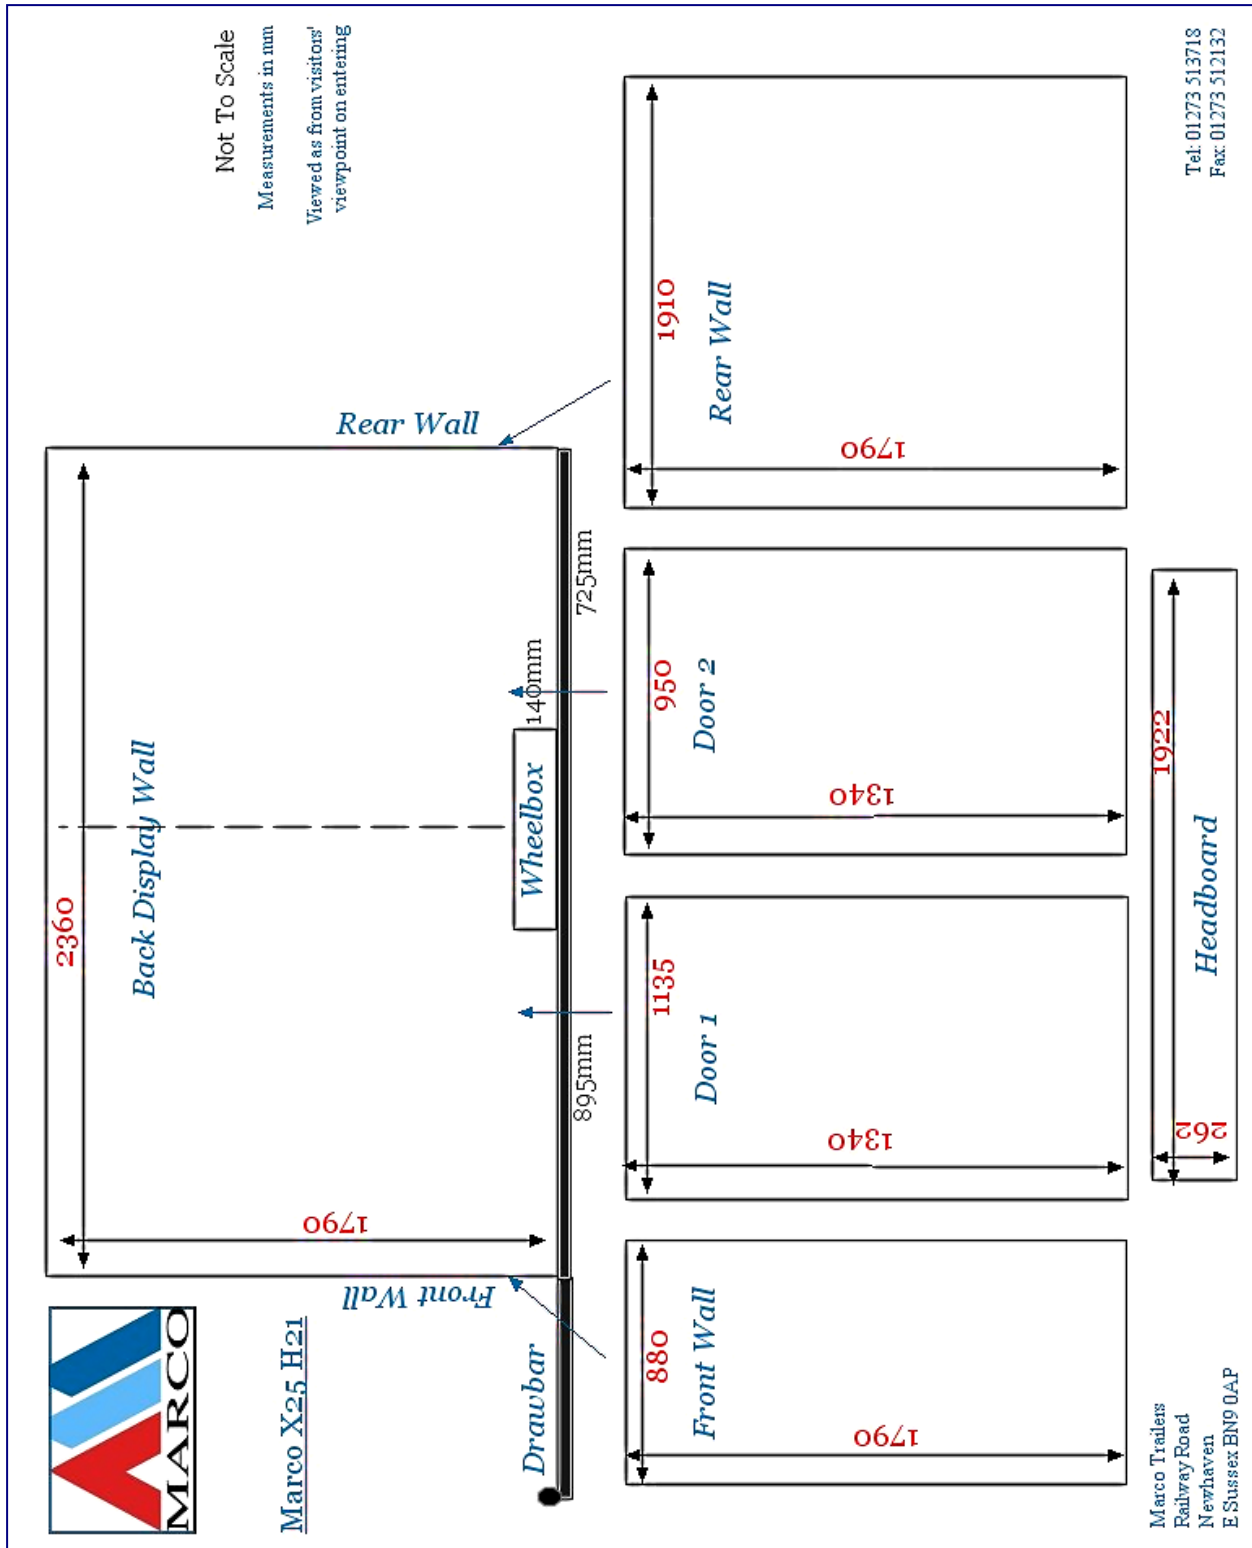 MARCO
Marco X25 H21
Not To Scale
Measurements in mm
Viewed as from visitors'
viewpoint on entering
2360
Back Display Wall
1790
Front Wall
Rear Wall
Wheelbox
140mm
Drawbar
895mm
725mm
880
Front Wall
1790
1135
Door 1
1340
950
Door 2
1340
1910
Rear Wall
1790
1922
Headboard
262
Marco Trailers
Railway Road
Newhaven
E Sussex BN9 0AP
Tel: 01273 513718
Fax: 01273 512132